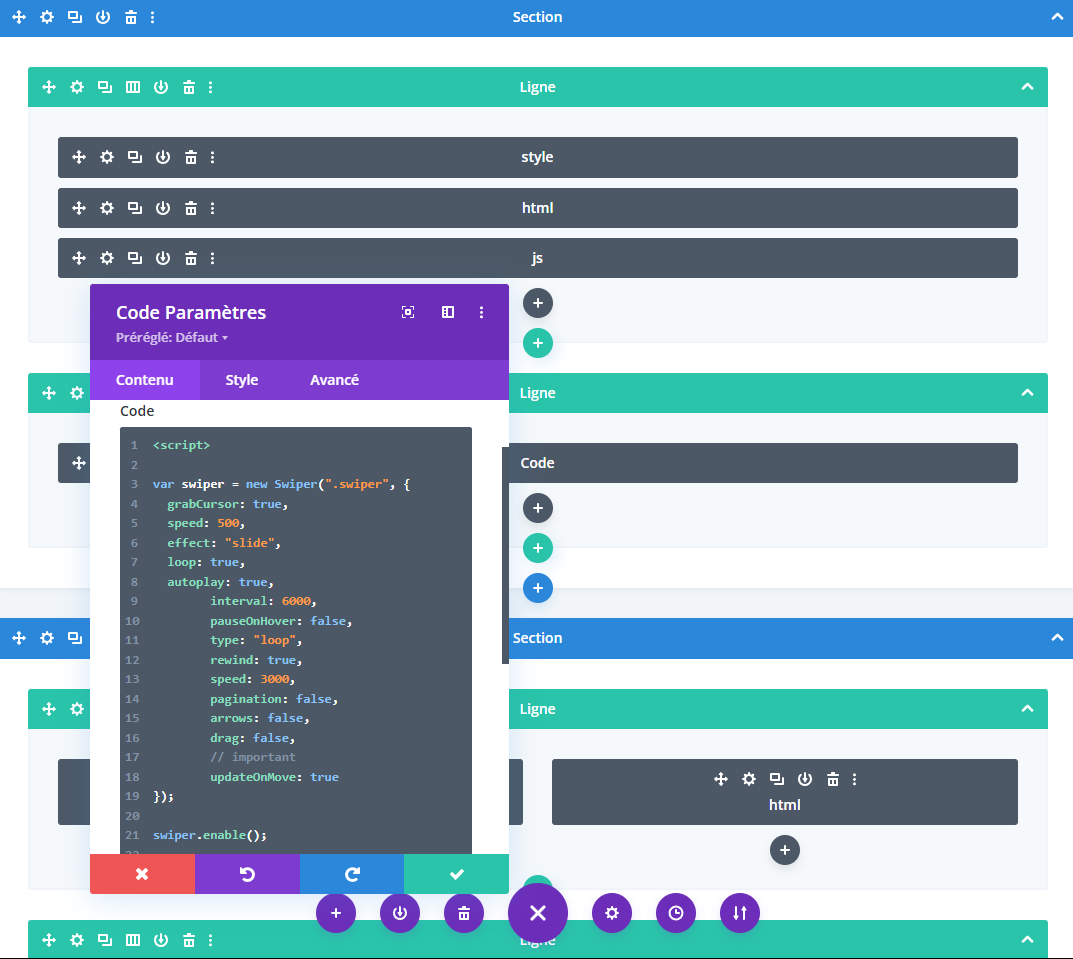 Section
Ligne
style
html
js
Code Paramètres
Préréglé: Défaut
Contenu Style Avancé
Ligne
Code
Code
1 <script>
2
3 var swiper = new Swiper(".swiper", {
4 grabCursor: true,
5 speed: 500,
6 effect: "slide",
7 loop: true,
8 autoplay: true,
9 interval: 6000,
10 pauseOnHover: false,
11 type: "loop",
12 rewind: true,
13 speed: 3000,
14 pagination: false,
15 arrows: false,
16 drag: false,
17 // important
18 updateOnMove: true
19 });
20
21 swiper.enable();
Section
Ligne
html
Ligne